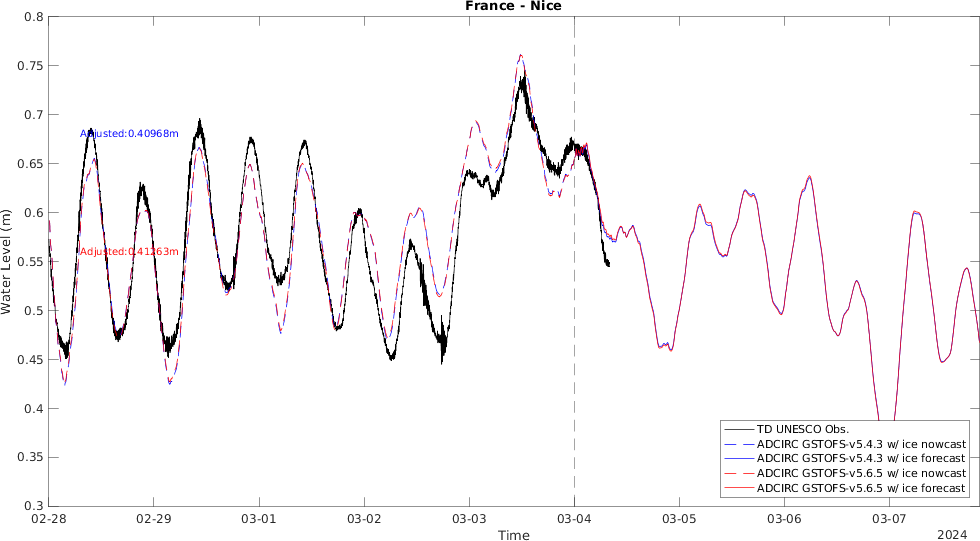 France - Nice
0.8
0.75
0.7
0.65
0.6
0.55
0.5
0.45
0.4
0.35
0.3
Water Level (m)
Adjusted:0.40968m
Adjusted:0.41263m
TD UNESCO Obs.
ADCIRC GSTOFS-v5.4.3 w/ ice nowcast
ADCIRC GSTOFS-v5.4.3 w/ ice forecast
ADCIRC GSTOFS-v5.6.5 w/ ice nowcast
ADCIRC GSTOFS-v5.6.5 w/ ice forecast
02-28 02-29 03-01 03-02 03-03 03-04 03-05 03-06 03-07
Time
2024